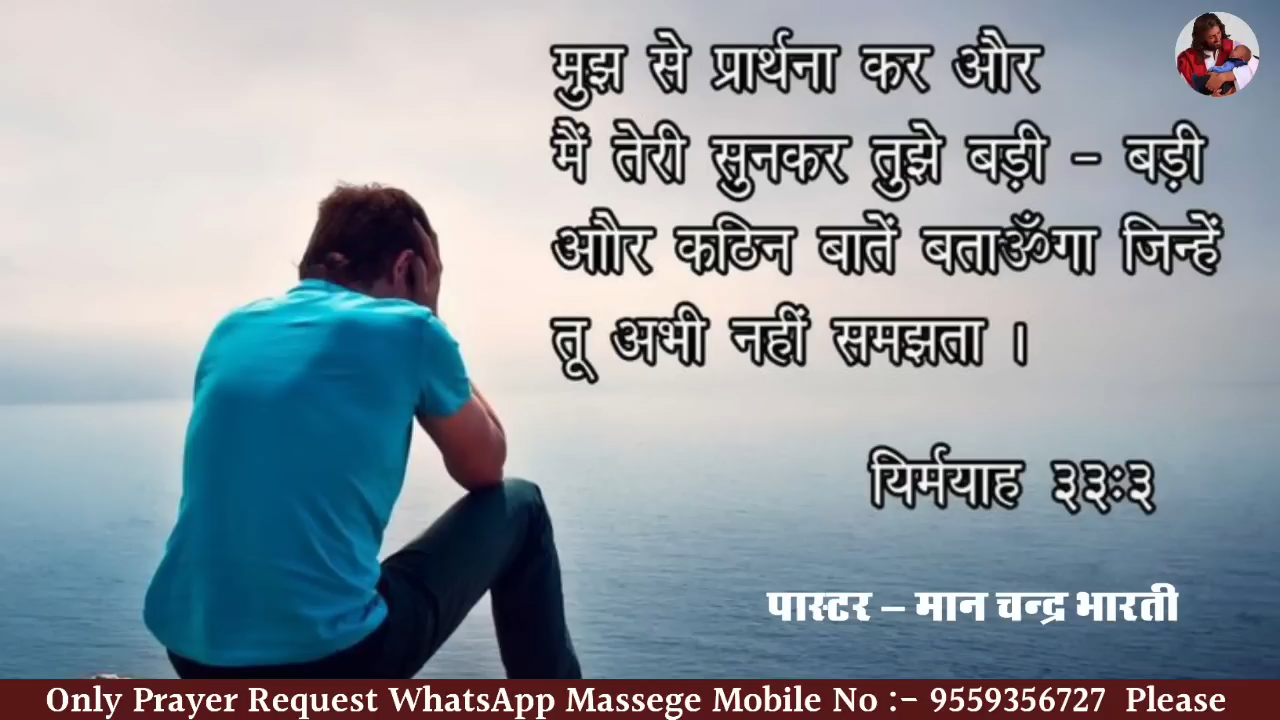 मुझ से प्रार्थना कर और
मैं तेरी सुनकर तुझे बड़ी - बड़ी
और कठिन बातें बताॐगा जिन्हें
तू अभी नहीं समझता ।
यिर्मयाह ३३:३
पास्टर – मान चन्द्र भारती
Only Prayer Request WhatsApp Massege Mobile No :- 9559356727 Please